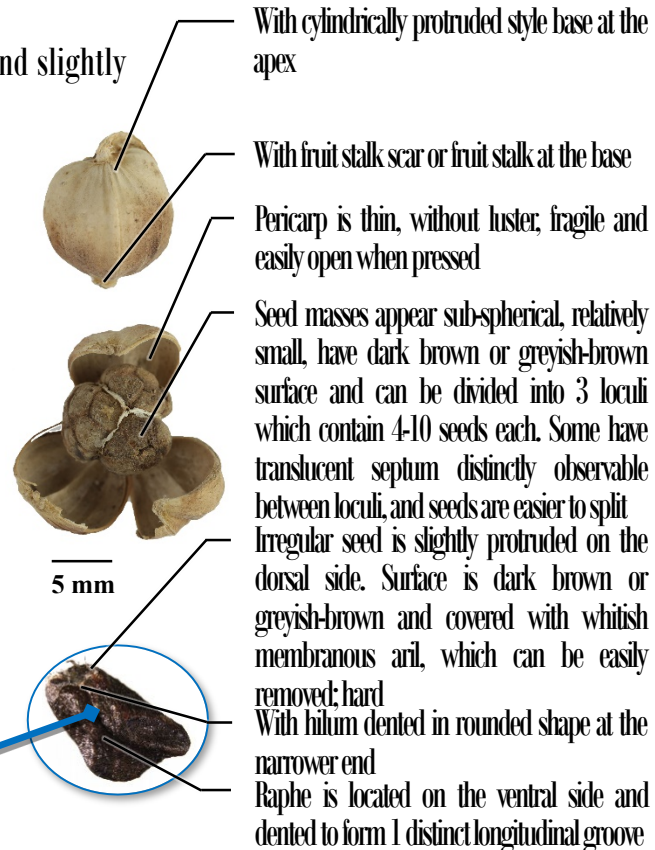 nd slightly
With cylindrically protruded style base at the
apex
With fruit stalk scar or fruit stalk at the base
Pericarp is thin, without luster, fragile and
easily open when pressed
Seed masses appear sub-spherical, relatively
small, have dark brown or greyish-brown
surface and can be divided into 3 loculi
which contain 4-10 seeds each. Some have
translucent septum distinctly observable
between loculi, and seeds are easier to split
Irregular seed is slightly protruded on the
dorsal side. Surface is dark brown or
greyish-brown and covered with whitish
membranous aril, which can be easily
removed; hard
With hilum dented in rounded shape at the
narrower end
Raphe is located on the ventral side and
dented to form 1 distinct longitudinal groove
5 mm